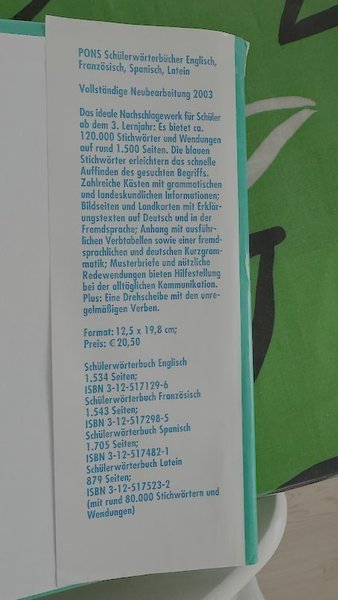 PONS Schülerwörterbücher Englisch,
Französisch, Spanisch, Latein
Vollständige Neubearbeitung 2003
Das ideale Nachschlagewerk für Schüler
ab dem 3. Lernjahr: Es bietet ca.
120.000 Stichwörter und Wendungen
auf rund 1.500 Seiten. Die blauen
Stichwörter erleichtern das schnelle
Auffinden des gesuchten Begriffs.
Zahlreiche Kästen mit grammatischen
und landeskundlichen Informationen;
Bildseiten und Landkarten mit Erklä-
rungstexten auf Deutsch und in der
Fremdsprache; Anhang mit ausführ-
lichen Verbtabellen sowie einer fremd-
sprachlichen und deutschen Kurzgram-
matik; Musterbriefe und nützliche
Redewendungen bieten Hilfestellung
bei der alltöglichen Kommunikation.
Plus: Eine Drehscheibe mit den unre-
gelmäßigen Verben.
Format: 12,5 x 19,8 cm;
Preis: € 20,50
Schülerwörterbuch Englisch
1.534 Seiten;
ISBN 3-12-517129-6
Schülerwörterbuch Französisch
1.543 Seiten;
ISBN 3-12-517298-5
Schülerwörterbuch Spanisch
1.705 Seiten;
ISBN 3-12-517482-1
Schülerwörterbuch Latein
879 Seiten;
ISBN 3-12-517523-2
(mit rund 80.000 Stichwörtern und
Wendungen)